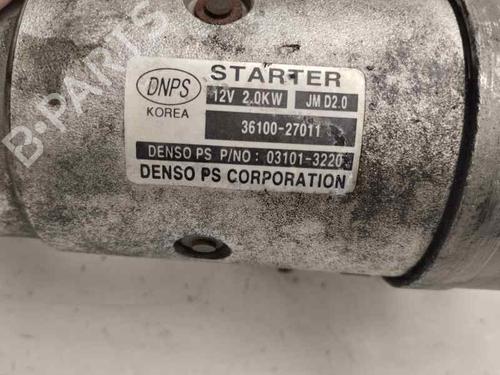 B-PARTS
STARTER
DNPS
KOREA
12V 2.0KW JM D2.0
36100-27011
DENSO PS P/NO: 03101-3220
DENSO PS CORPORATION